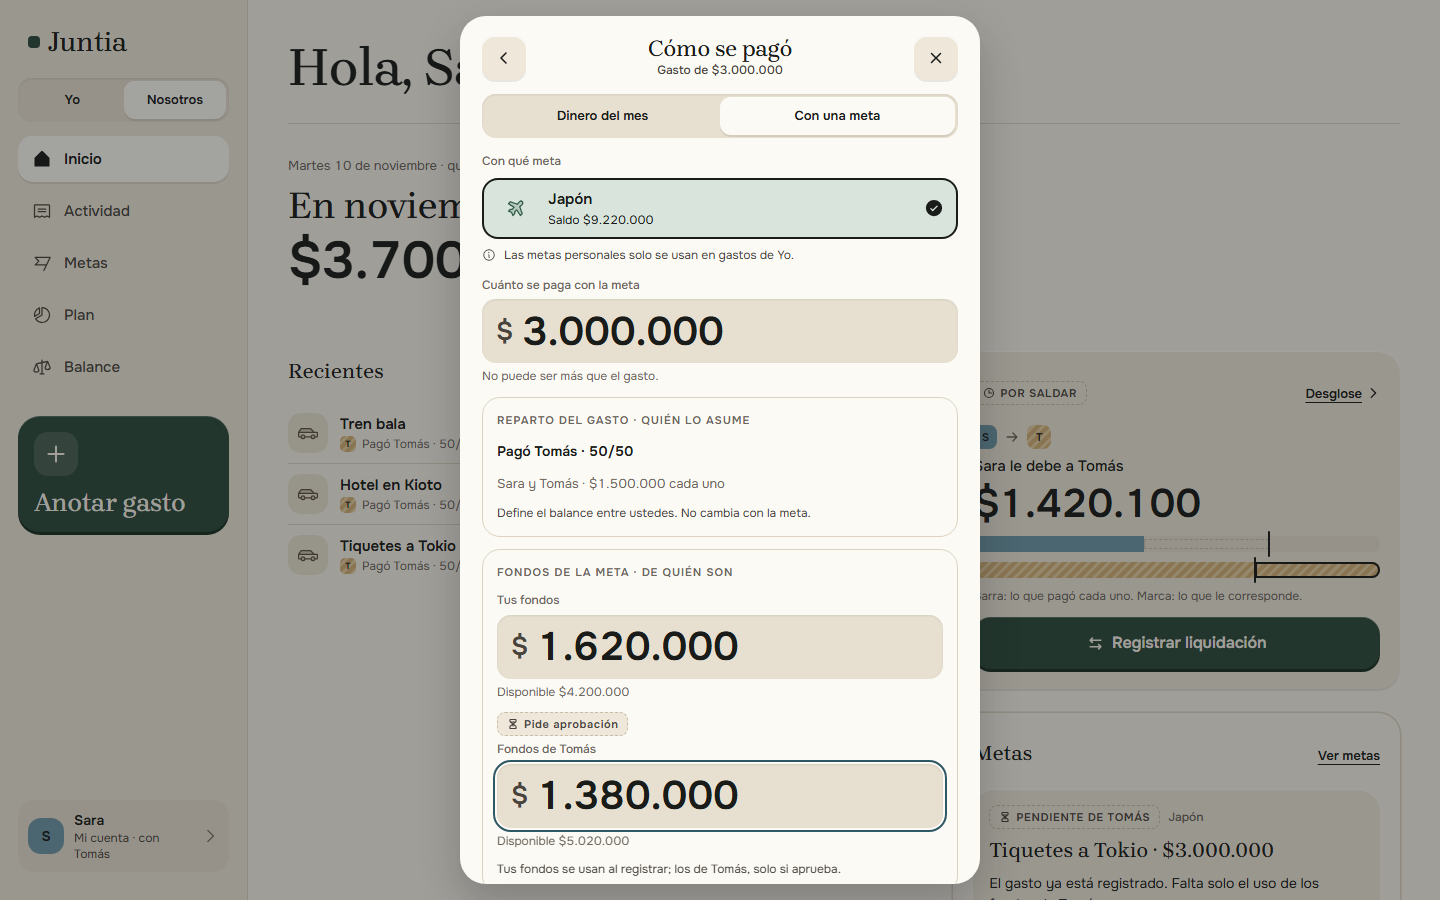 Juntia
Yo
Nosotros
Inicio
Actividad
Metas
Plan
Balance
Anotar gasto
S
Sara
Mi cuenta · con
Tomás
Hola, Sa
Martes 10 de noviembre · qu
En noviem
$3.700
Recientes
Tren bala
T Pagó Tomás · 50/
Hotel en Kioto
T Pagó Tomás · 50/
Tiquetes a Tokio
T Pagó Tomás · 50/
Cómo se pagó
Gasto de $3.000.000
Dinero del mes
Con una meta
Con qué meta
Japón
Saldo $9.220.000
Las metas personales solo se usan en gastos de Yo.
Cuánto se paga con la meta
$ 3.000.000
No puede ser más que el gasto.
REPARTO DEL GASTO · QUIÉN LO ASUME
Pagó Tomás · 50/50
Sara y Tomás · $1.500.000 cada uno
Define el balance entre ustedes. No cambia con la meta.
FONDOS DE LA META · DE QUIÉN SON
Tus fondos
$ 1.620.000
Disponible $4.200.000
Pide aprobación
Fondos de Tomás
$ 1.380.000
Disponible $5.020.000
Tus fondos se usan al registrar; los de Tomás, solo si aprueba.
POR SALDAR
Desglose
S → T
Sara le debe a Tomás
$1.420.100
Barra: lo que pagó cada uno. Marca: lo que le corresponde.
Registrar liquidación
Metas
Ver metas
PENDIENTE DE TOMÁS
Japón
Tiquetes a Tokio · $3.000.000
El gasto ya está registrado. Falta solo el uso de los